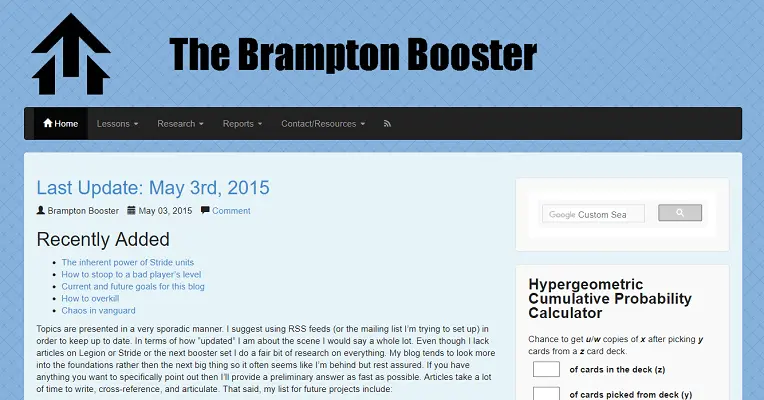 The Brampton Booster
Home Lessons Research Reports Contact/Resources
Last Update: May 3rd, 2015
Brampton Booster May 03, 2015 Comment
Recently Added
The inherent power of Stride units
How to stoop to a bad player's level
Current and future goals for this blog
How to overkill
Chaos in vanguard
Topics are presented in a very sporadic manner. I suggest using RSS feeds (or the mailing list I'm trying to set up) in
order to keep up to date. In terms of how "updated" I am about the scene I would say a whole lot. Even though I lack
articles on Legion or Stride or the next booster set I do a fair bit of research on everything. My blog tends to look more
into the foundations rather then the next big thing so it often seems like I'm behind but rest assured. If you have
anything you want to specifically point out then I'll provide a preliminary answer as fast as possible. Articles take a lot
of time to write, cross-reference, and articulate. That said, my list for future projects include:
Google Custom Sea
Hypergeometric
Cumulative Probability
Calculator
Chance to get u/w copies of x after picking y
cards from a z card deck.
of cards in the deck (z)
of cards picked from deck (y)